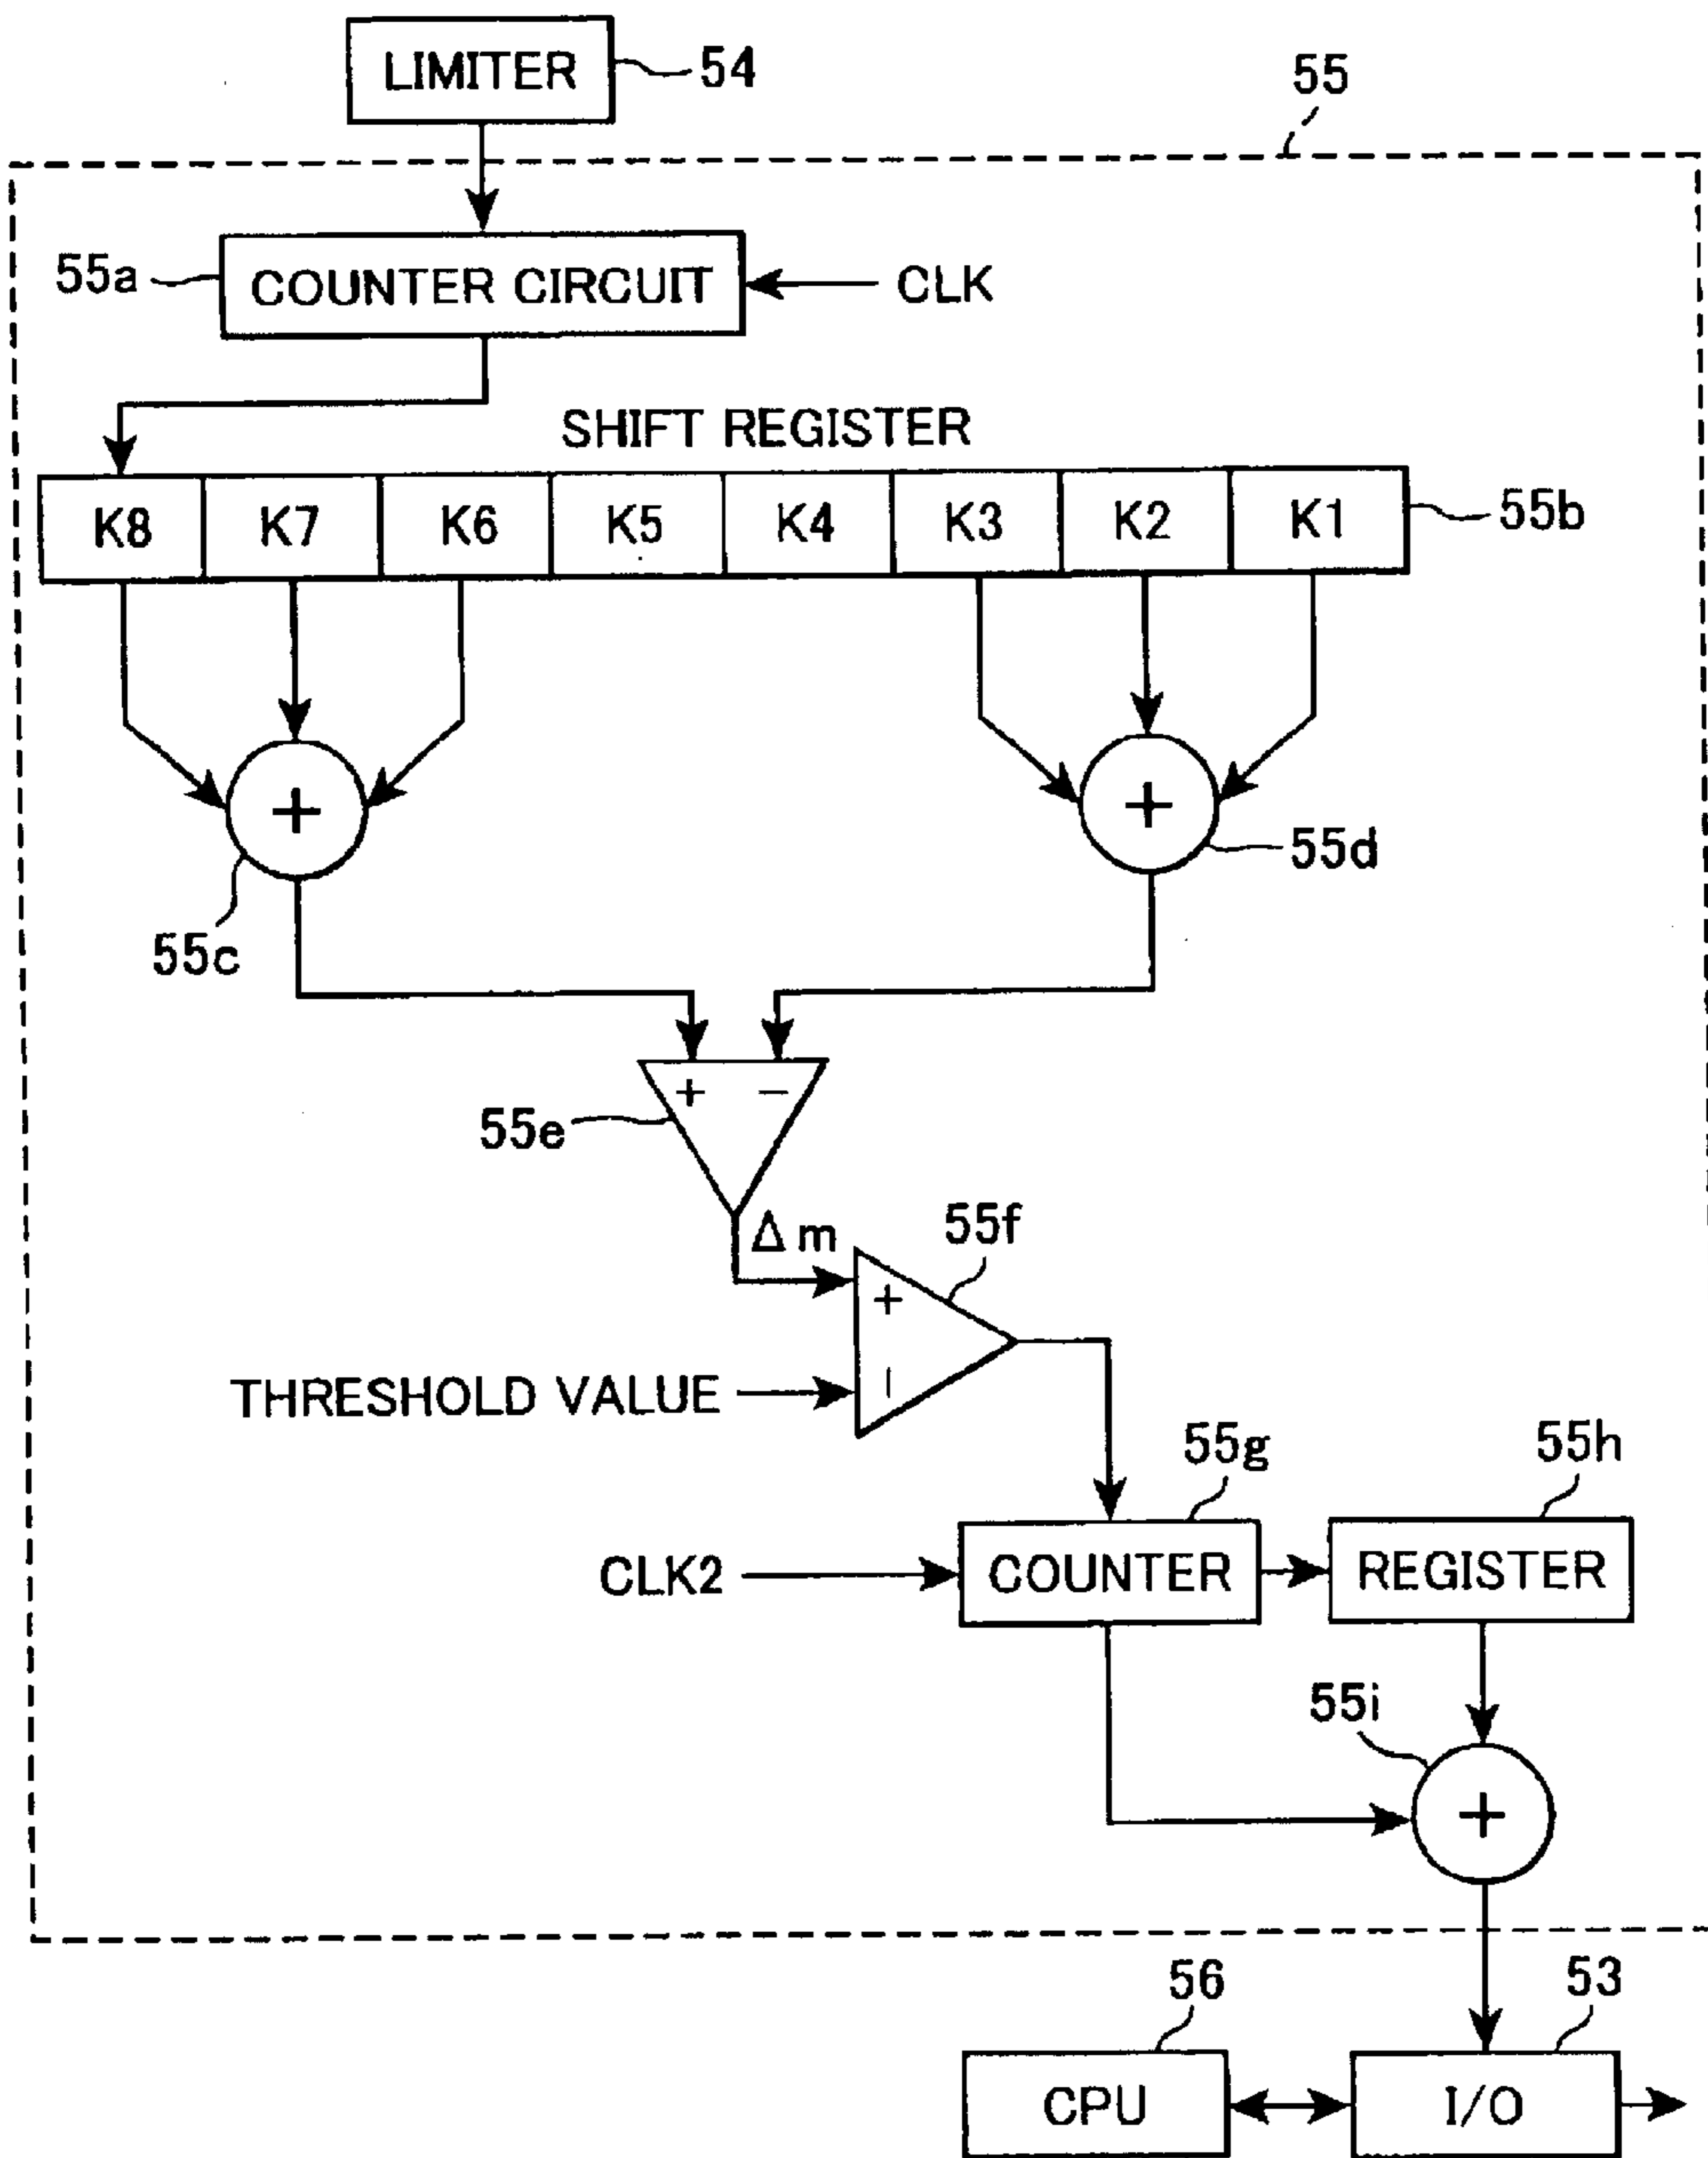 LIMITER
54
55
55a
COUNTER CIRCUIT
CLK
SHIFT REGISTER
K8 K7 K6 K5 K4 K3 K2 K1
55b
+
+
55c
55d
+ −
55e
Δm
55f
+
THRESHOLD VALUE
−
55g
55h
CLK2
COUNTER
REGISTER
55i
+
56
53
CPU
I/O